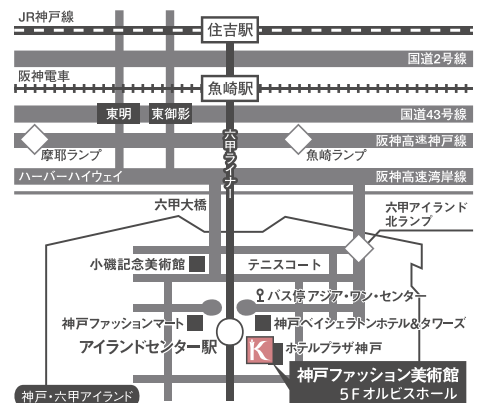 JR神戸線
住吉駅
国道2号線
阪神電車
魚崎駅
国道43号線
東明
東御影
六甲ライナー
阪神高速神戸線
摩耶ランプ
魚崎ランプ
ハーバーハイウェイ
阪神高速湾岸線
六甲大橋
六甲アイランド
北ランプ
小磯記念美術館
テニスコート
バス停 アジア・ワン・センター
神戸ファッションマート
神戸ベイシェラトンホテル&タワーズ
アイランドセンター駅
K
ホテルプラザ神戸
神戸ファッション美術館
5Fオルビスホール
神戸・六甲アイランド